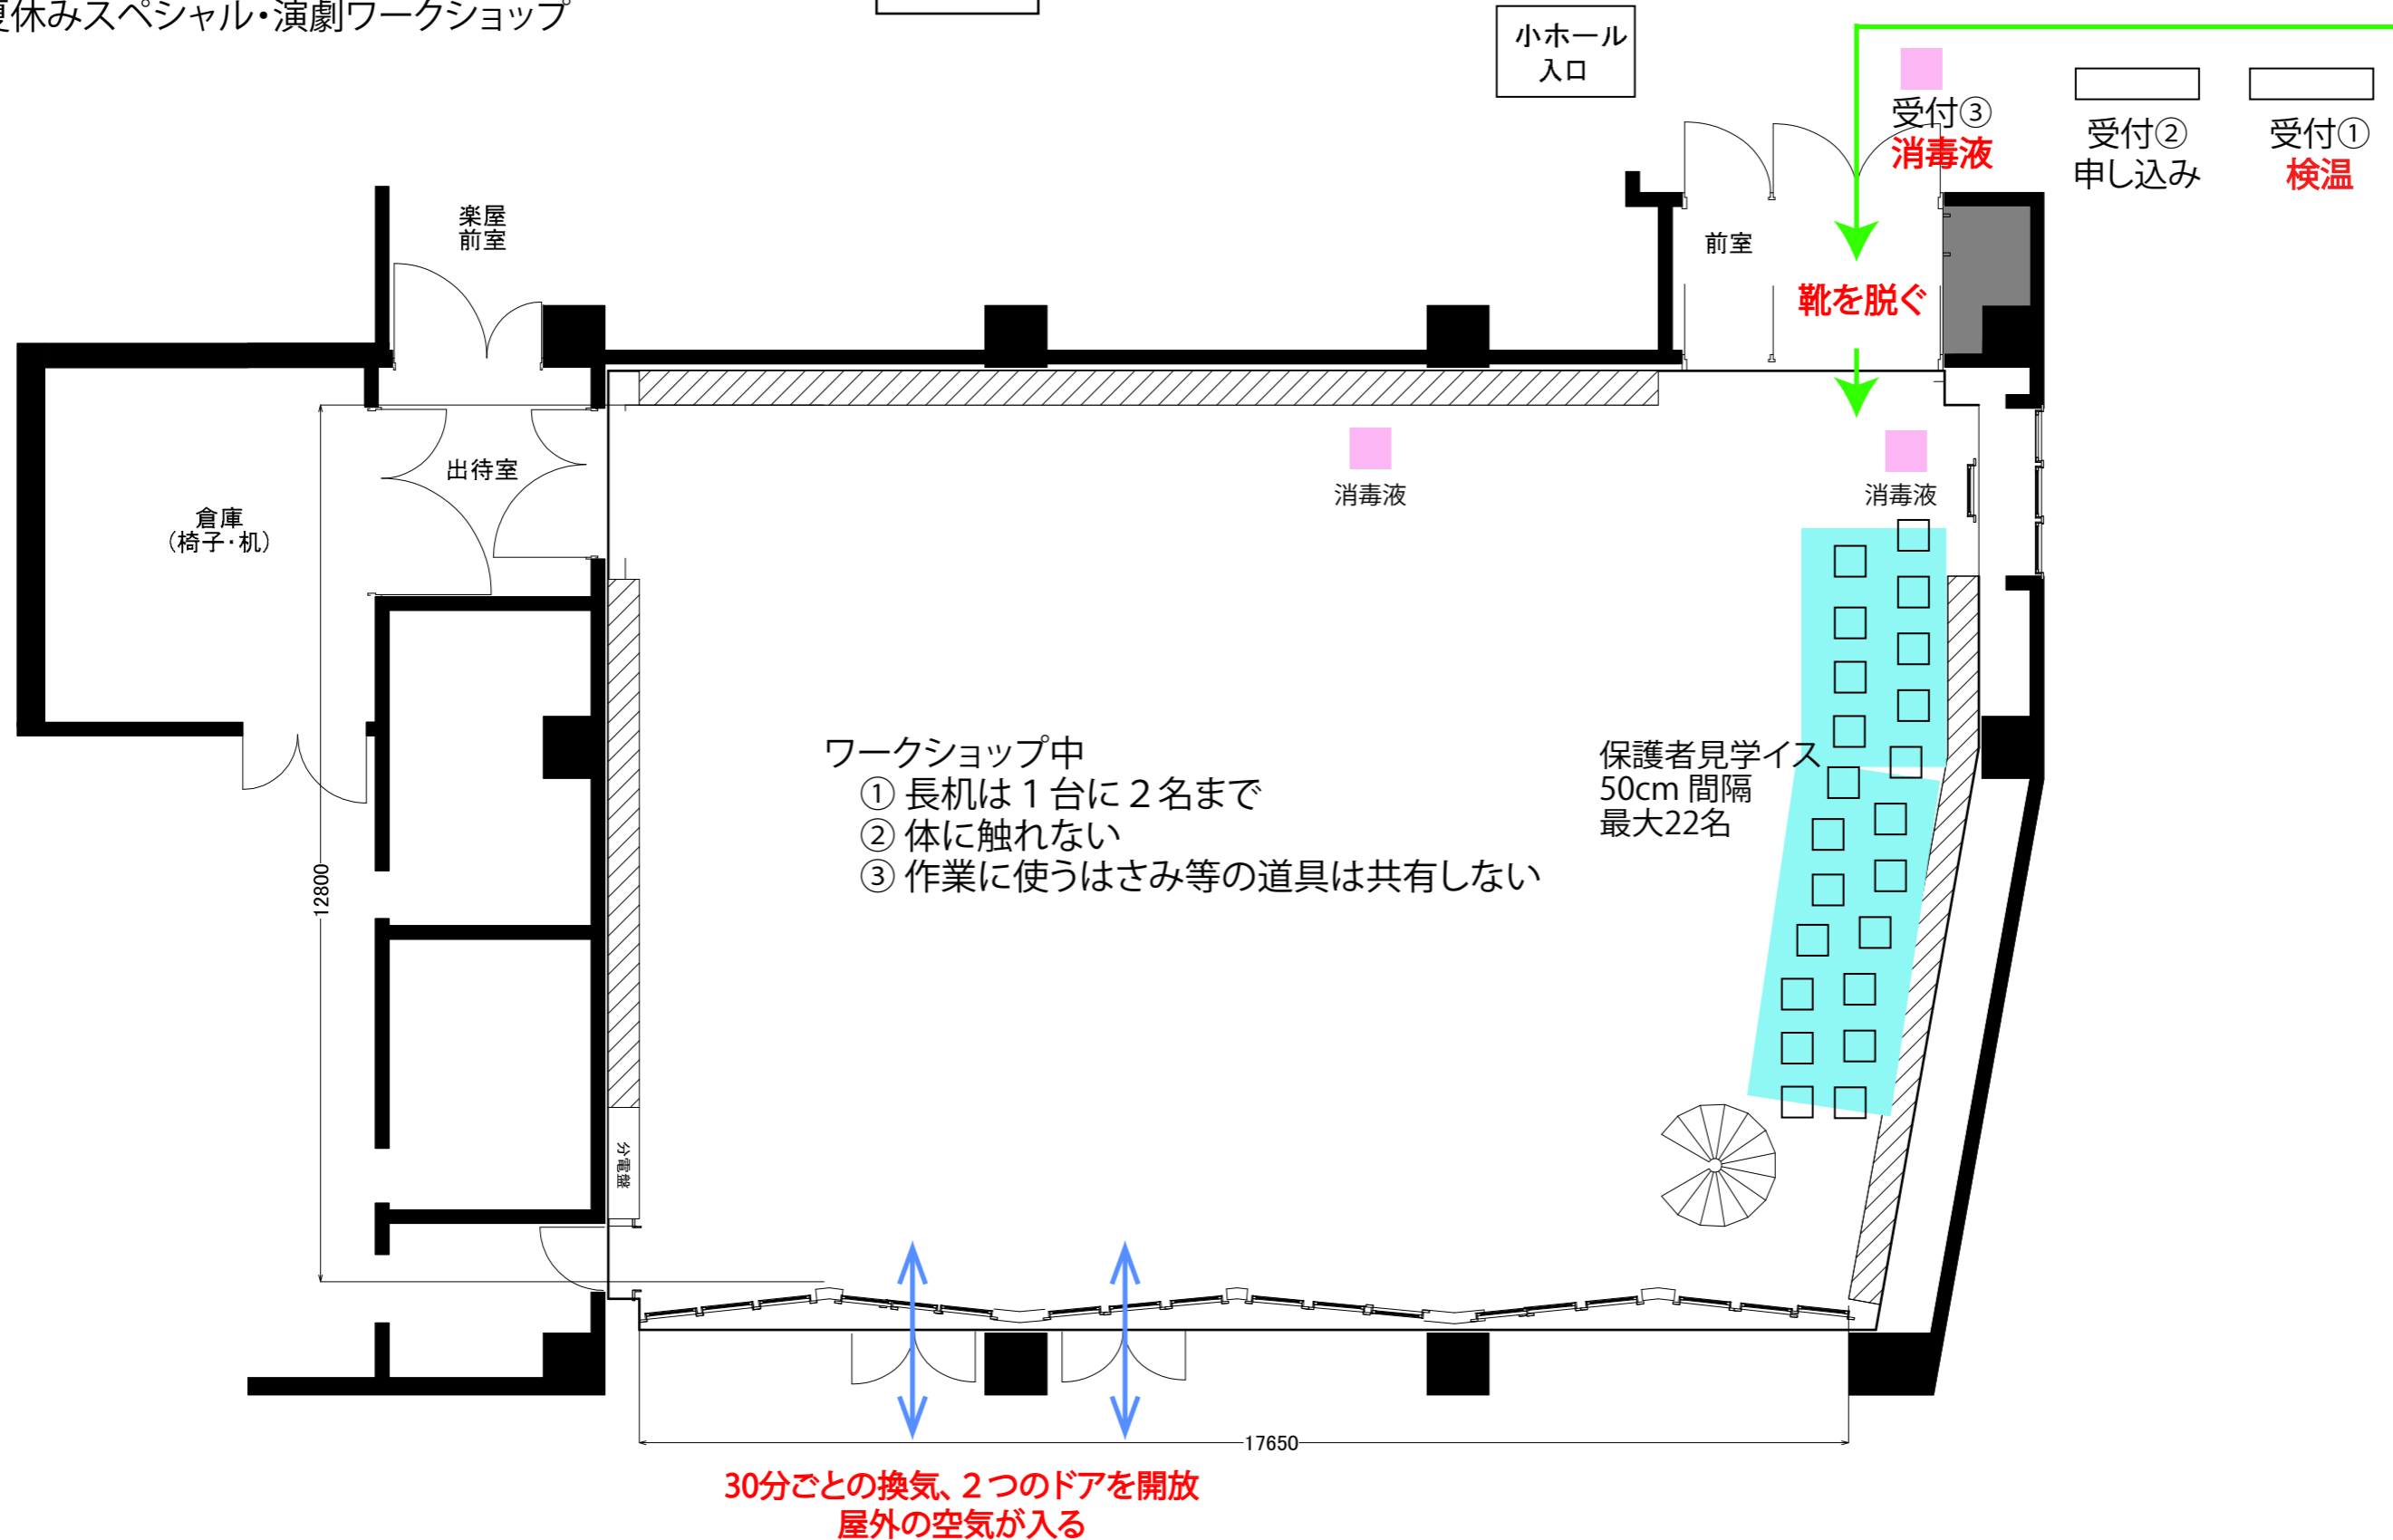 夏休みスペシャル・演劇ワークショップ
小ホール
入口
受付③
消毒液
受付②
申し込み
受付①
検温
楽屋
前室
前室
靴を脱ぐ
出待室
倉庫
（椅子・机）
消毒液
消毒液
ワークショップ中
① 長机は１台に２名まで
② 体に触れない
③ 作業に使うはさみ等の道具は共有しない
保護者見学イス
50cm 間隔
最大22名
12800
分電盤
17650
30分ごとの換気、２つのドアを開放
屋外の空気が入る